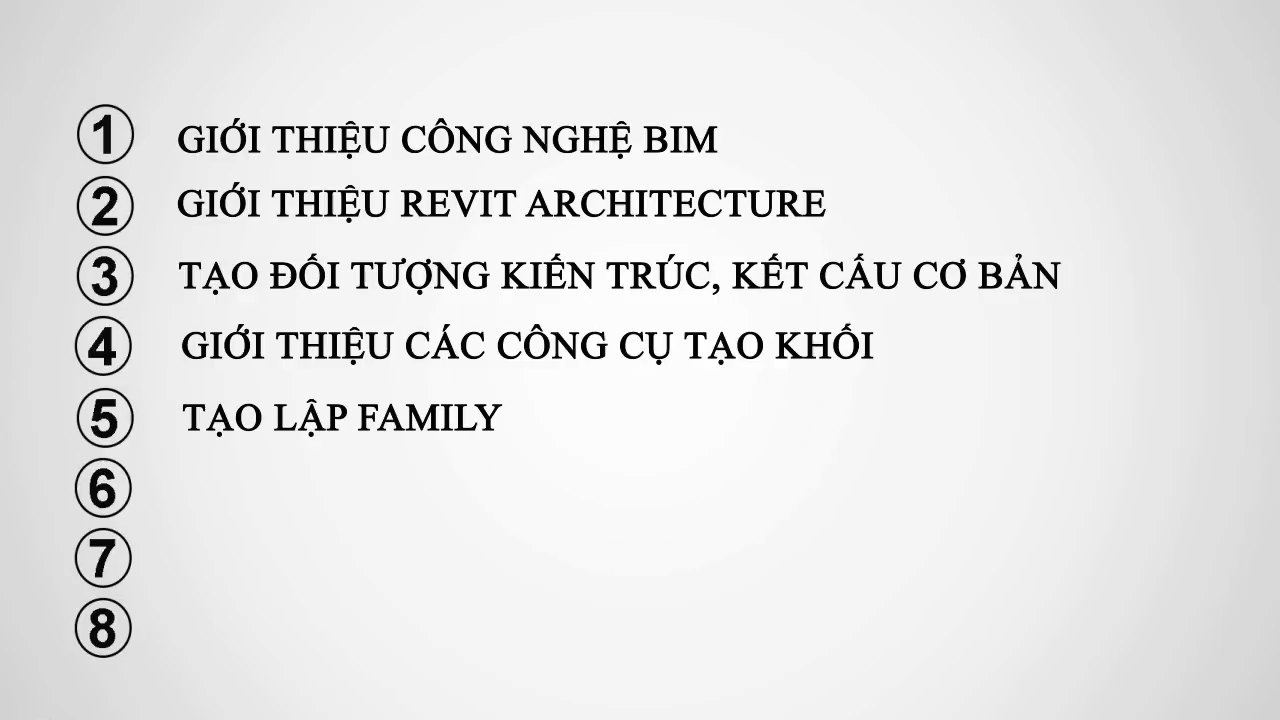 1 GIỚI THIỆU CÔNG NGHỆ BIM
2 GIỚI THIỆU REVIT ARCHITECTURE
3 TẠO ĐỐI TƯỢNG KIẾN TRÚC, KẾT CẤU CƠ BẢN
4 GIỚI THIỆU CÁC CÔNG CỤ TẠO KHỐI
5 TẠO LẬP FAMILY
6
7
8